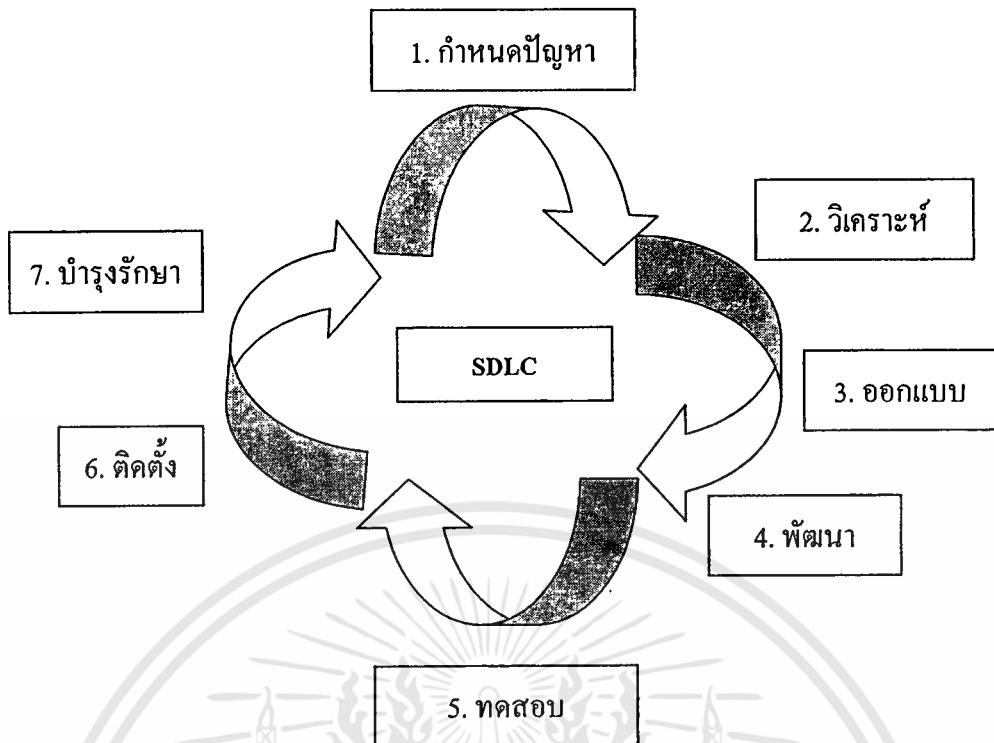 1. กำหนดปัญหา
2. วิเคราะห์
7. บำรุงรักษา
SDLC
3. ออกแบบ
6. ติดตั้ง
4. พัฒนา
5. ทดสอบ